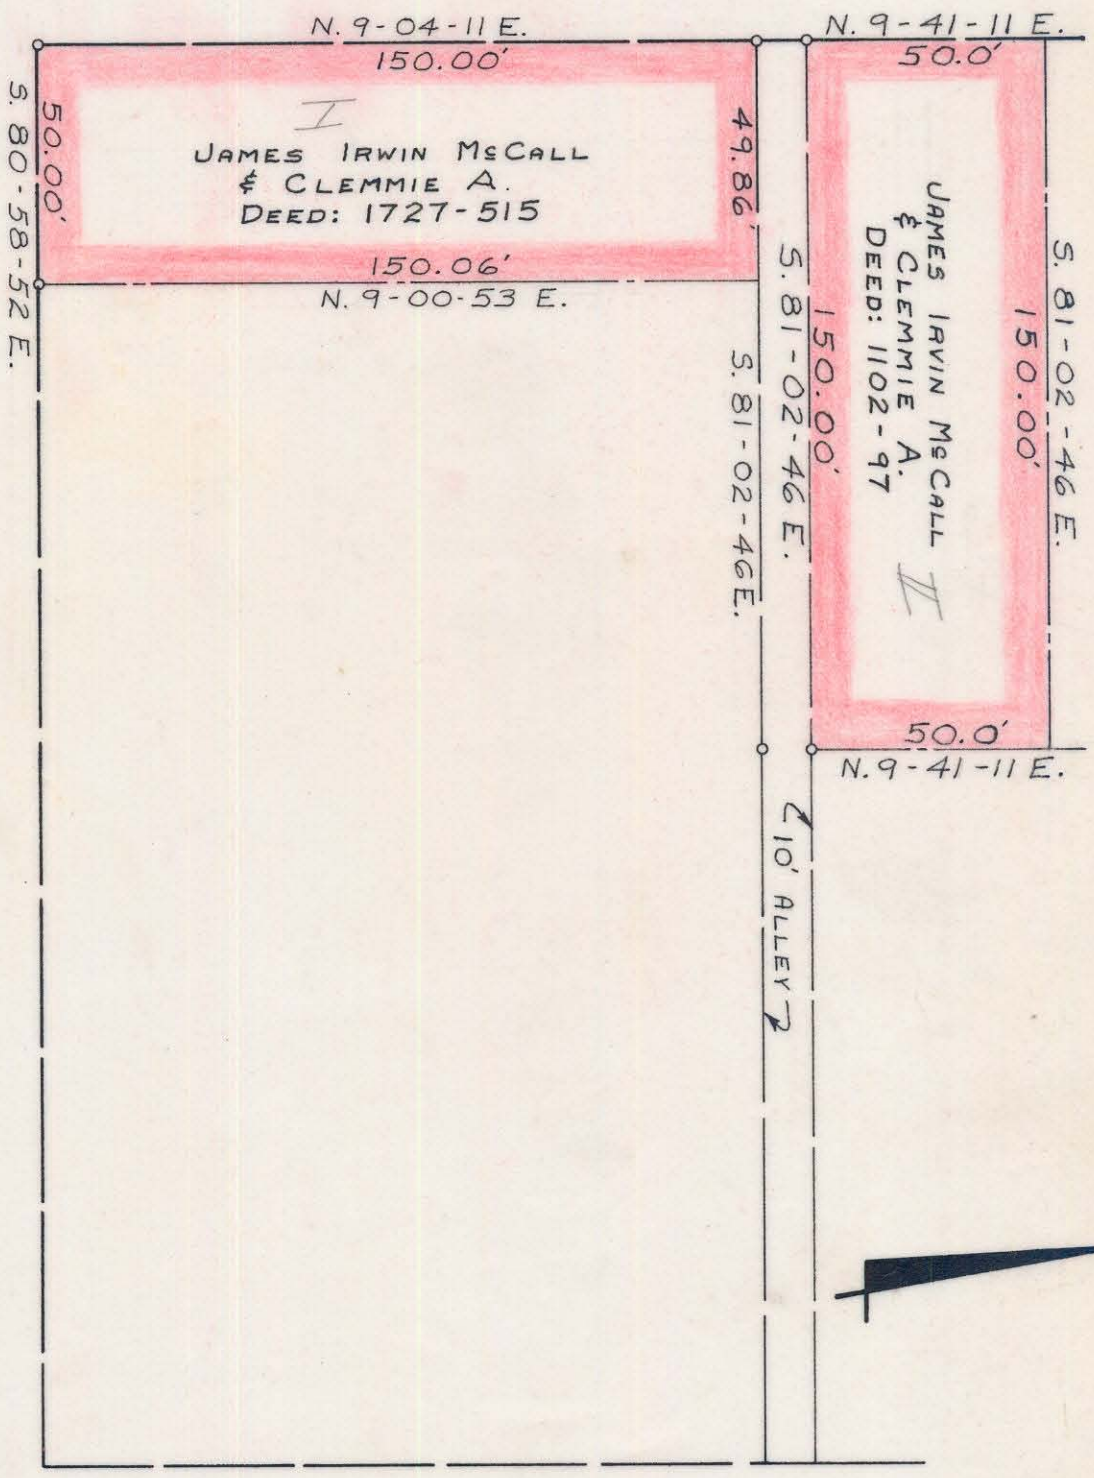 N. 9-04-11 E.
150.00'
I
JAMES IRWIN McCALL
& CLEMMIE A.
DEED: 1727-515
150.06'
N. 9-00-53 E.
50.00'
S. 80-58-52 E.
49.86'
S. 81-02-46 E.
N. 9-41-11 E.
50.0'
S. 81-02-46 E.
150.00'
JAMES IRVIN McCALL
& CLEMMIE A.
DEED: 1102-97
II
150.00'
S. 81-02-46 E.
50.0'
N. 9-41-11 E.
10' ALLEY